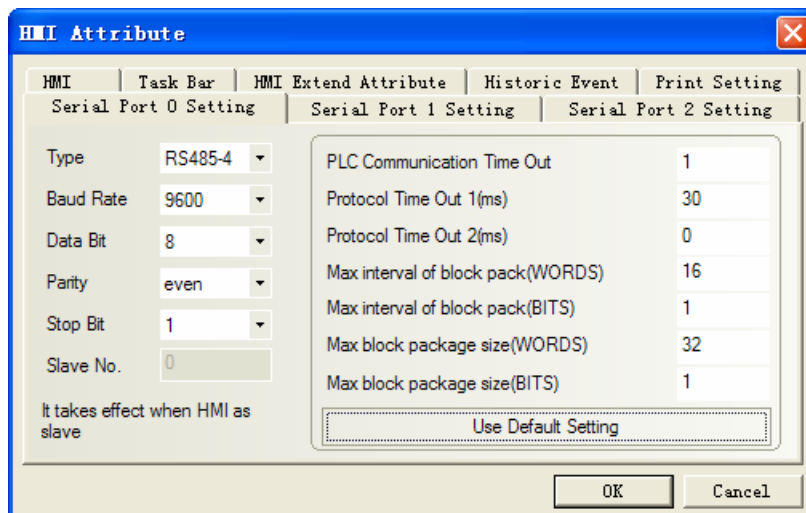 HMI Attribute
HMI Task Bar HMI Extend Attribute Historic Event Print Setting
Serial Port 0 Setting Serial Port 1 Setting Serial Port 2 Setting
Type RS485-4
Baud Rate 9600
Data Bit 8
Parity even
Stop Bit 1
Slave No. 0
It takes effect when HMI as
slave
PLC Communication Time Out 1
Protocol Time Out 1(ms) 30
Protocol Time Out 2(ms) 0
Max interval of block pack(WORDS) 16
Max interval of block pack(BITS) 1
Max block package size(WORDS) 32
Max block package size(BITS) 1
Use Default Setting
OK Cancel